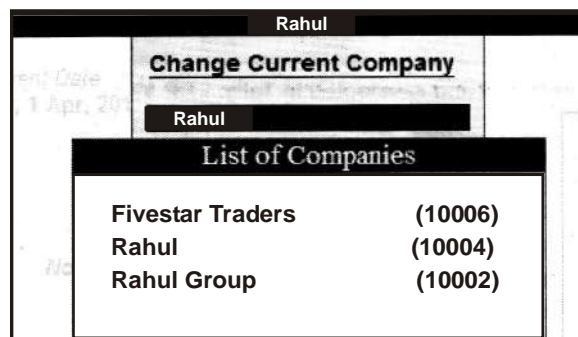 Rahul
Change Current Company
Rahul
List of Companies
Fivestar Traders (10006)
Rahul (10004)
Rahul Group (10002)